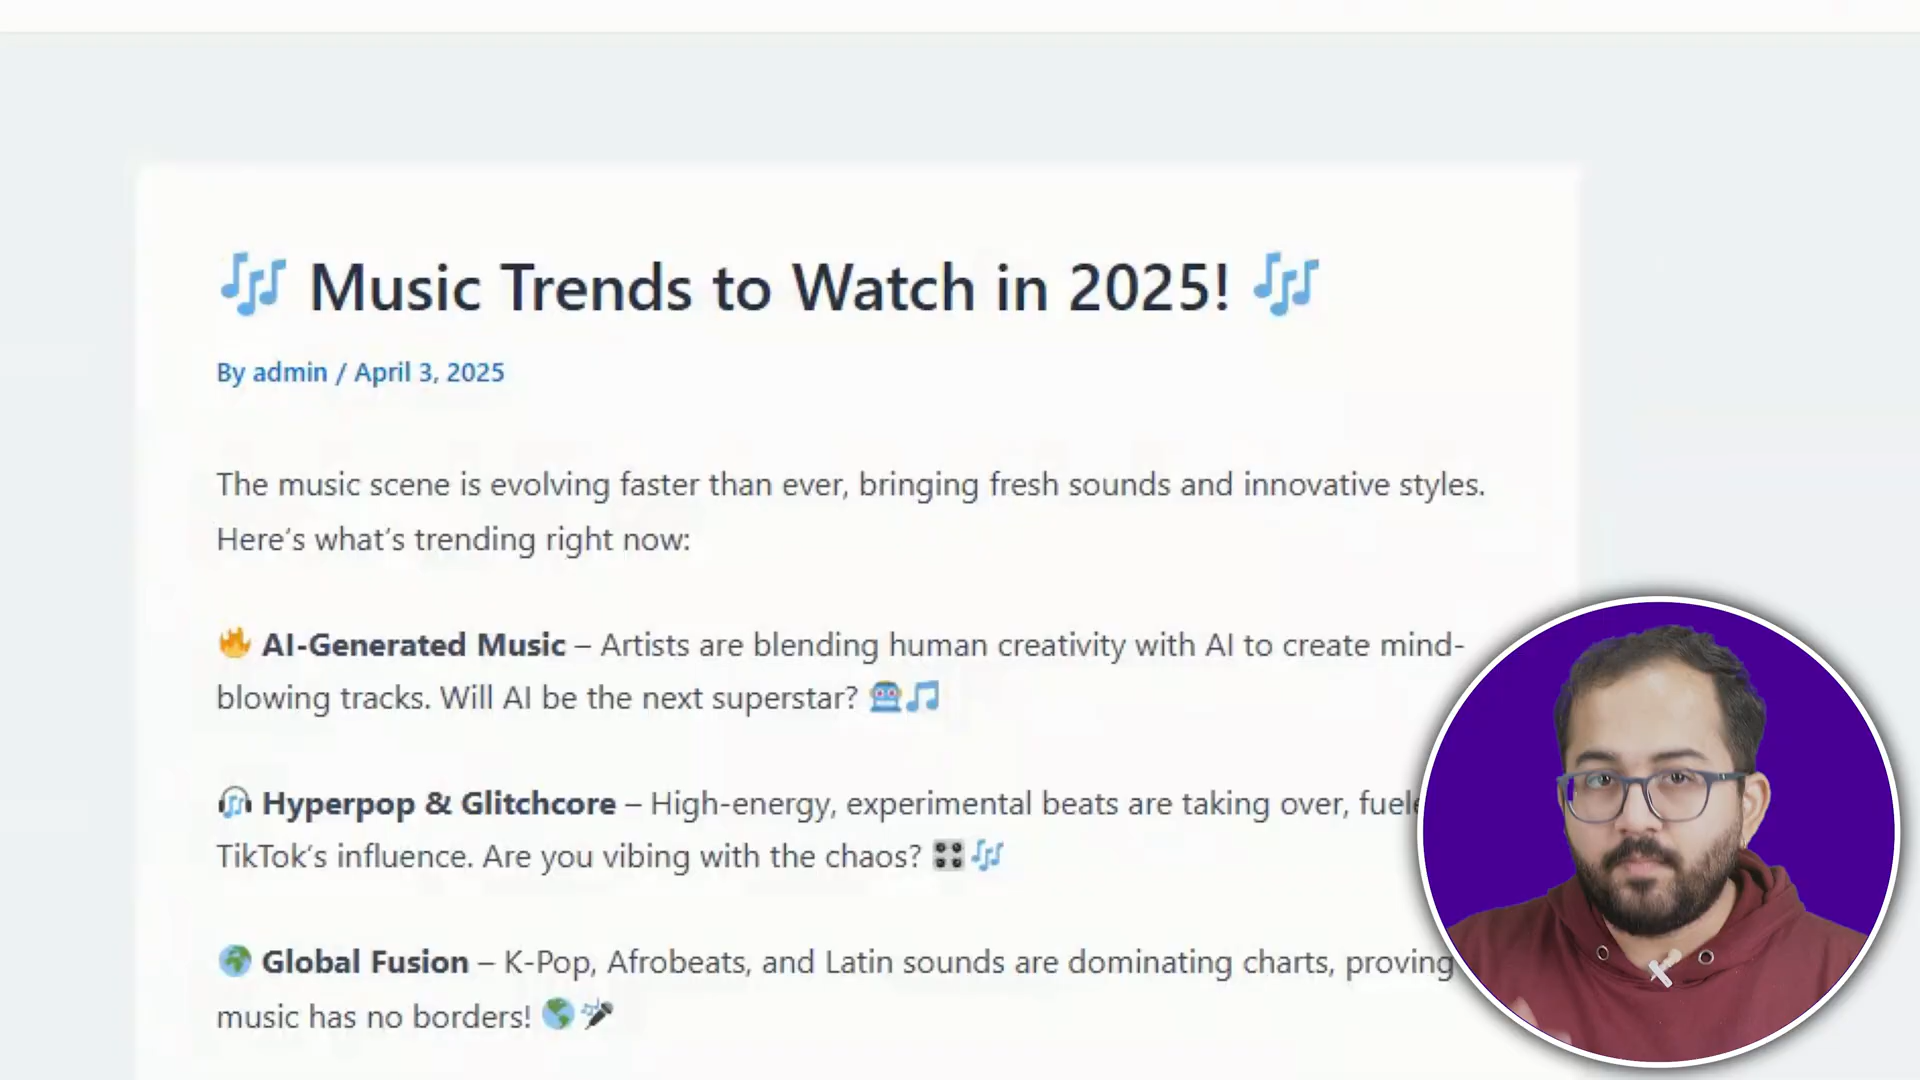 🎶 Music Trends to Watch in 2025! 🎶
By admin / April 3, 2025
The music scene is evolving faster than ever, bringing fresh sounds and innovative styles.
Here’s what’s trending right now:
🔥 AI-Generated Music – Artists are blending human creativity with AI to create mind-
blowing tracks. Will AI be the next superstar? 🤖🎵
🎧 Hyperpop & Glitchcore – High-energy, experimental beats are taking over,
TikTok’s influence. Are you vibing with the chaos? 🎛🎶
🌍 Global Fusion – K-Pop, Afrobeats, and Latin sounds are dominating charts, proving
music has no borders! 🌎🎤